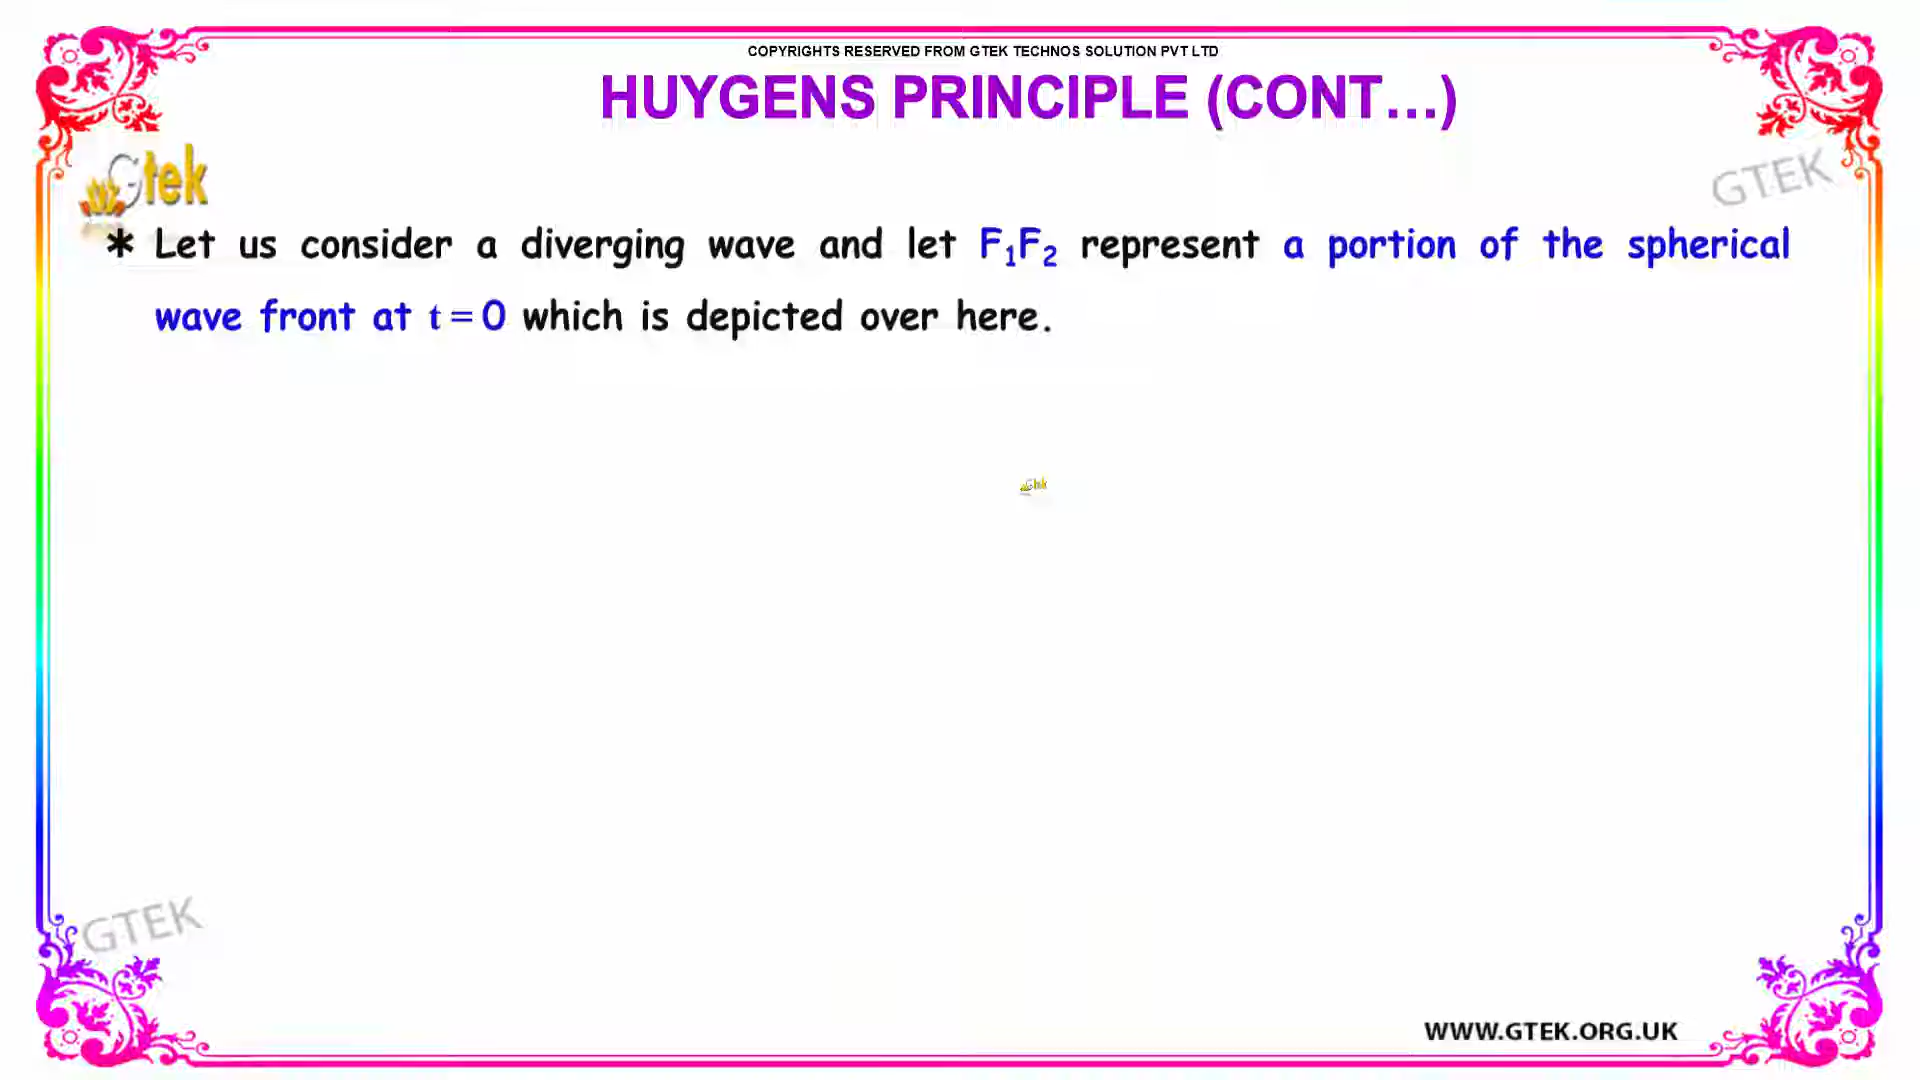 COPYRIGHTS RESERVED FROM GTEK TECHNOS SOLUTION PVT LTD
HUYGENS PRINCIPLE (CONT...)
Gtek
GTEK
* Let us consider a diverging wave and let F₁F₂ represent a portion of the spherical
wave front at t = 0 which is depicted over here.
Gtek
GTEK
WWW.GTEK.ORG.UK